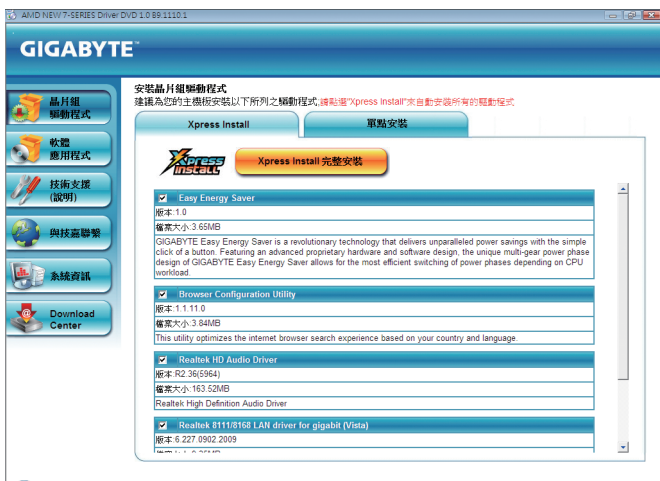 AMD NEW 7-SERIES Driver DVD 1.0 B9.1110.1
GIGABYTE™
晶片組
驅動程式
軟體
應用程式
技術支援
(說明)
與技嘉聯繫
系統資訊
Download
Center
安裝晶片組驅動程式
建議為您的主機板安裝以下所列之驅動程式;請點選"Xpress Install"來自動安裝所有的驅動程式
Xpress Install
單點安裝
Xpress Install
Xpress Install 完整安裝
Easy Energy Saver
版本:1.0
檔案大小:3.65MB
GIGABYTE Easy Energy Saver is a revolutionary technology that delivers unparalleled power savings with the simple
click of a button. Featuring an advanced proprietary hardware and software design, the unique multi-gear power phase
design of GIGABYTE Easy Energy Saver allows for the most efficient switching of power phases depending on CPU
workload.
Browser Configuration Utility
版本:1.1.11.0
檔案大小:3.84MB
This utility optimizes the internet browser search experience based on your country and language.
Realtek HD Audio Driver
版本:R2.36(5964)
檔案大小:163.52MB
Realtek High Definition Audio Driver
Realtek 8111/8168 LAN driver for gigabit (Vista)
版本:6.227.0902.2009